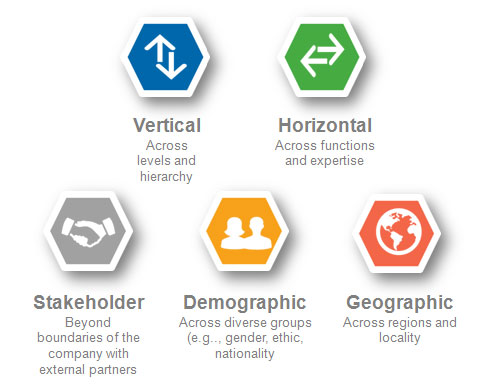 Vertical
Across
levels and
hierarchy
Horizontal
Across functions
and expertise
Stakeholder
Beyond
boundaries of the
company with
external partners
Demographic
Across diverse groups
(e.g.., gender, ethic,
nationality
Geographic
Across regions and
locality